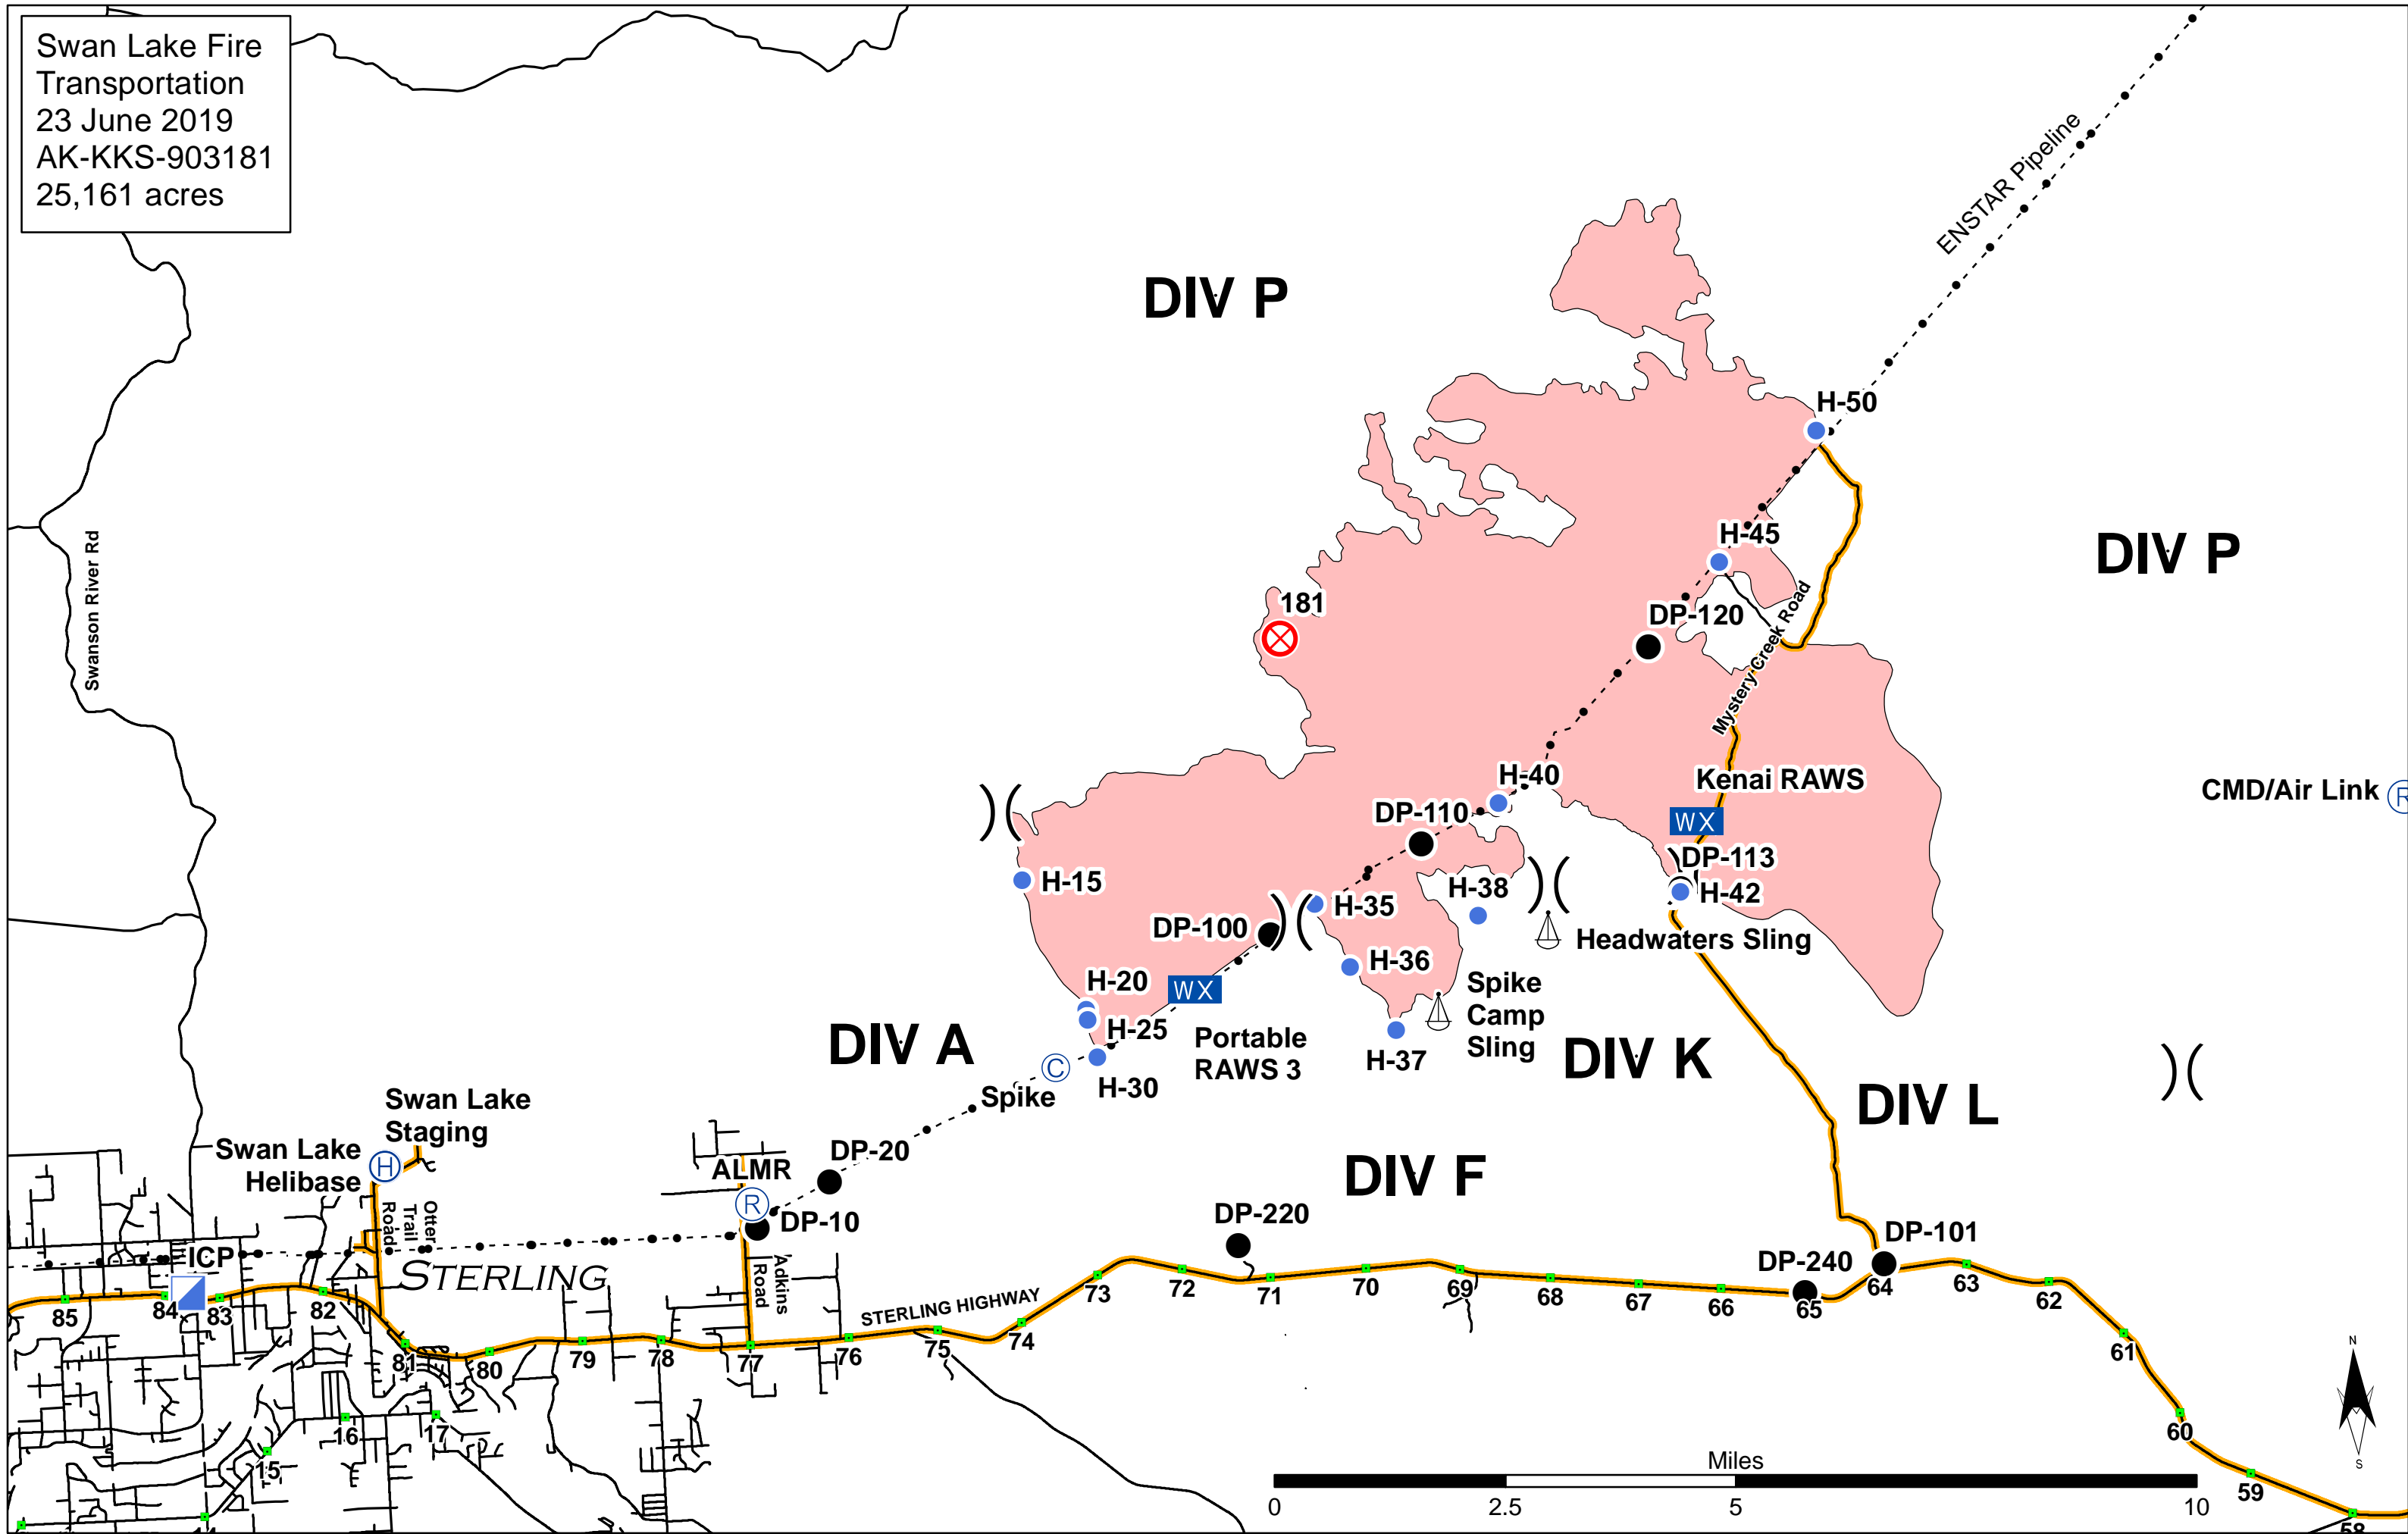 Swan Lake Fire
Transportation
23 June 2019
AK-KKS-903181
25,161 acres
ENSTAR Pipeline
DIV P
H-50
Swanson River Rd
H-45
DIV P
181
DP-120
Mystery Creek Road
H-40
Kenai RAWS
CMD/Air Link
R
DP-110
WX
DP-113
H-15
H-38
H-42
H-35
DP-100
Headwaters Sling
H-36
H-20
WX
Spike
Camp
Sling
H-25
DIV A
Portable
RAWS 3
H-37
DIV K
C
H-30
Spike
Swan Lake
Staging
DIV L
Swan Lake
Helibase
H
DP-20
ALMR
R
DIV F
Otter
Trail
Road
DP-10
DP-220
DP-101
ICP
STERLING
Adkins
Road
DP-240
STERLING HIGHWAY
85
84
83
82
81
80
79
78
77
76
75
74
73
72
71
70
69
68
67
66
65
64
63
62
61
60
59
58
16
17
15
14
Miles
0
2.5
5
10
N
S